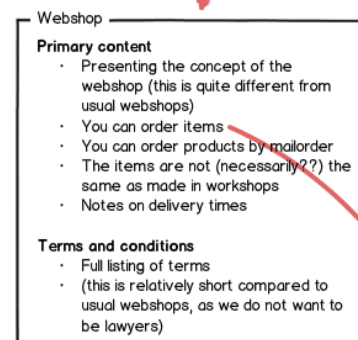 Webshop
Primary content
· Presenting the concept of the
webshop (this is quite different from
usual webshops)
· You can order items
· You can order products by mailorder
· The items are not (necessarily??) the
same as made in workshops
· Notes on delivery times
Terms and conditions
· Full listing of terms
· (this is relatively short compared to
usual webshops, as we do not want to
be lawyers)